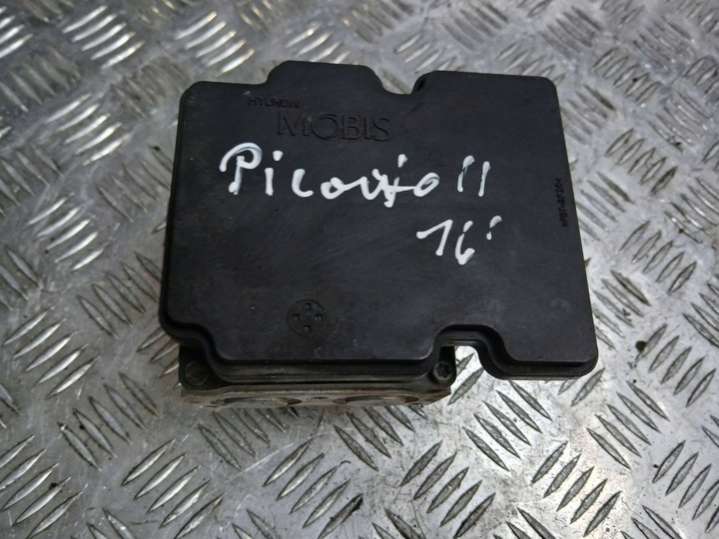 HYUNDAI
MOBIS
Picanto II
16'